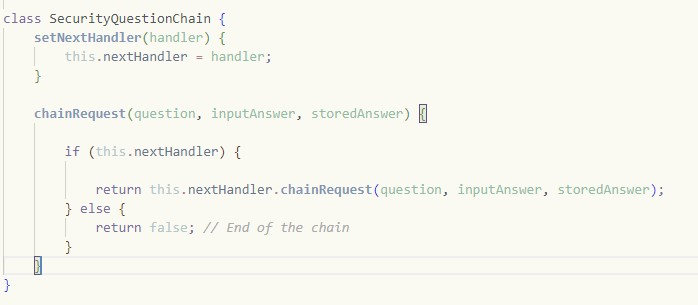 class SecurityQuestionChain {
    setNextHandler(handler) {
        this.nextHandler = handler;
    }
    chainRequest(question, inputAnswer, storedAnswer) {
        if (this.nextHandler) {
            return this.nextHandler.chainRequest(question, inputAnswer, storedAnswer);
        } else {
            return false; // End of the chain
        }
    }
}